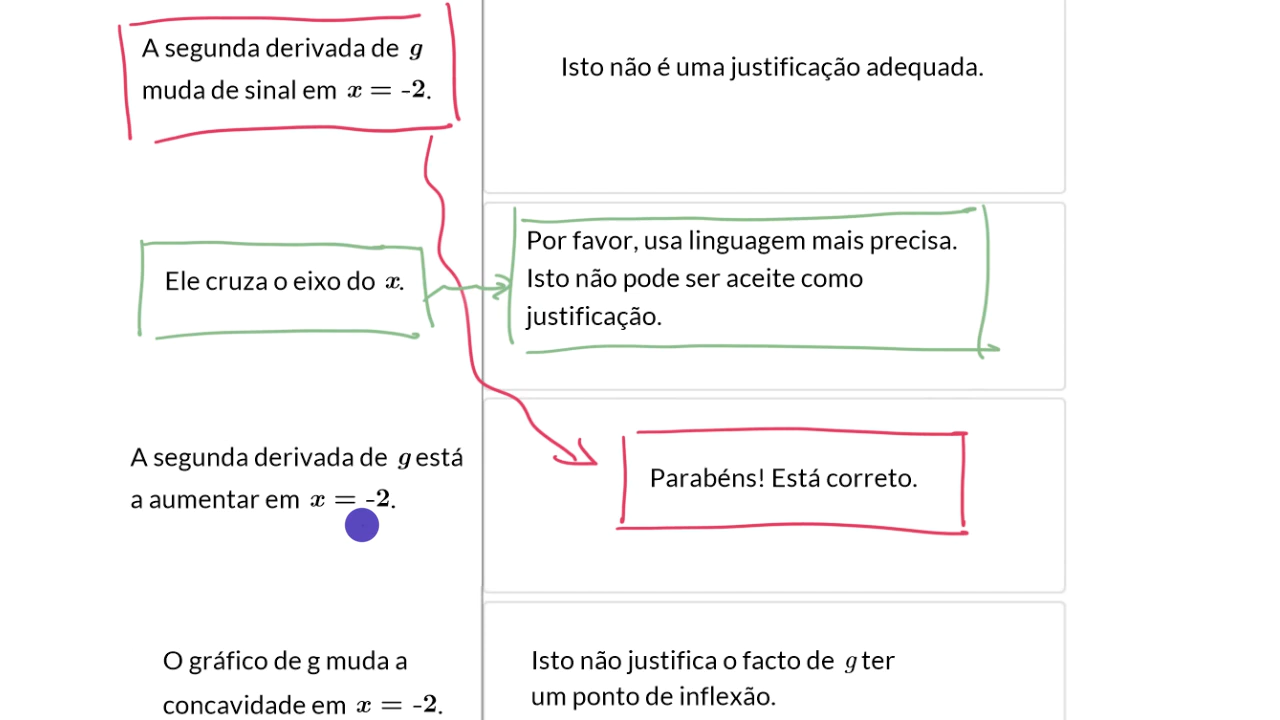 A segunda derivada de g
muda de sinal em x = -2.
Isto não é uma justificação adequada.
Ele cruza o eixo do x.
Por favor, usa linguagem mais precisa.
Isto não pode ser aceite como
justificação.
A segunda derivada de g está
a aumentar em x = -2.
Parabéns! Está correto.
O gráfico de g muda a
concavidade em x = -2.
Isto não justifica o facto de g ter
um ponto de inflexão.